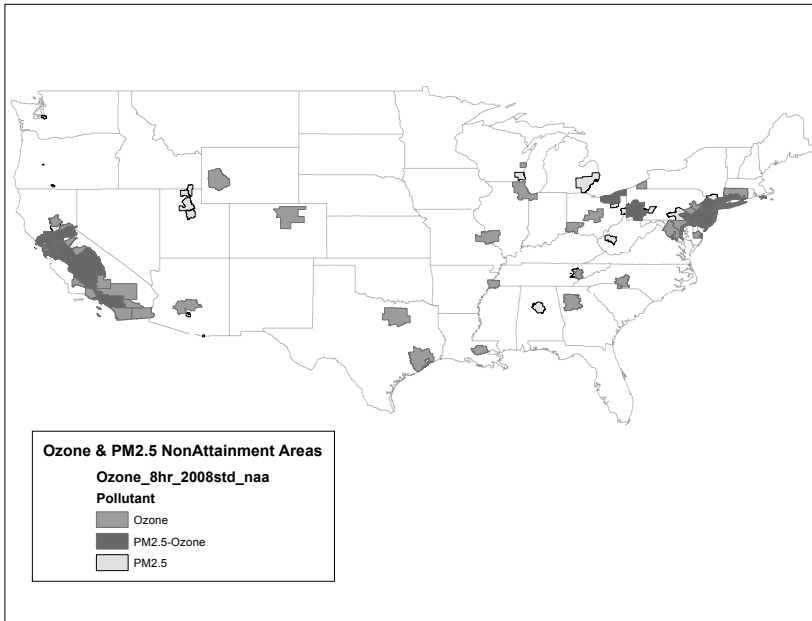 Ozone & PM2.5 NonAttainment Areas
Ozone_8hr_2008std_naa
Pollutant
Ozone
PM2.5-Ozone
PM2.5